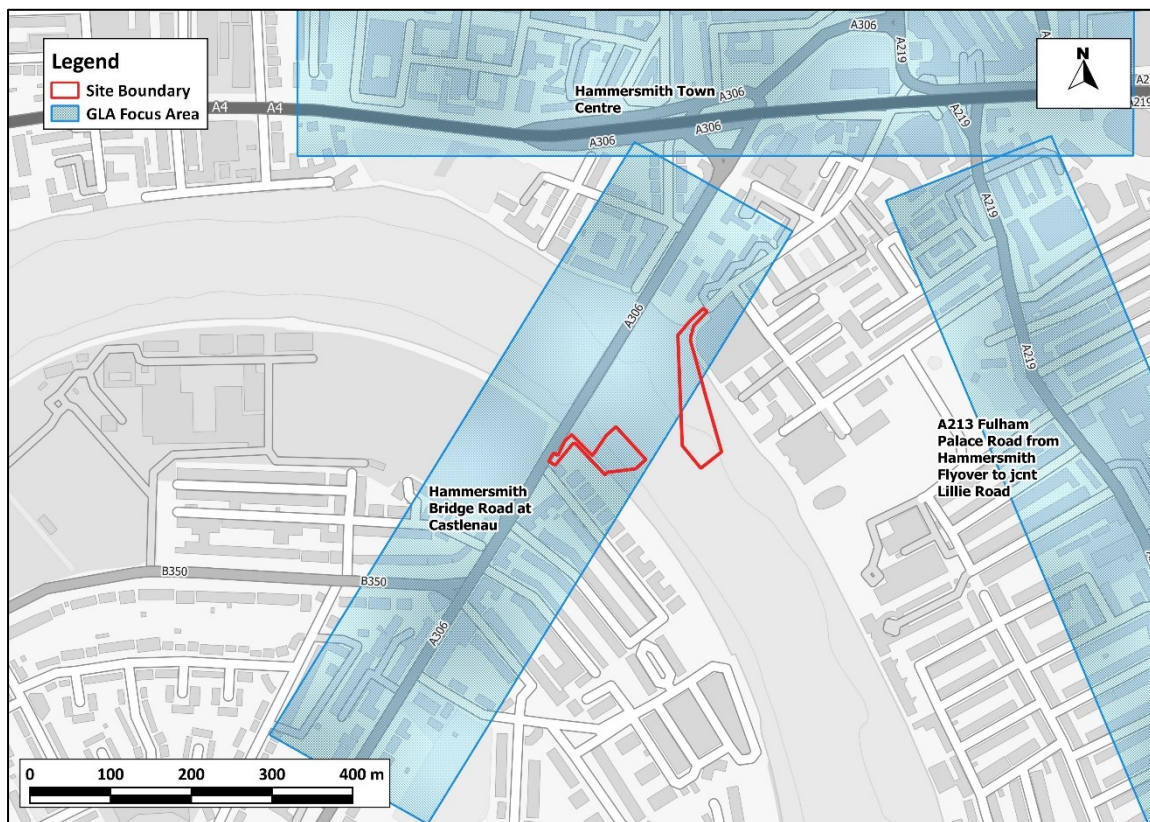 Legend
Site Boundary
GLA Focus Area
N
A306
A219
A4
A4
A306
A306
A306
A219
Hammersmith Town
Centre
A219
A306
A306
A219
A213 Fulham
Palace Road from
Hammersmith
Flyover to jcnt
Lillie Road
Hammersmith
Bridge Road at
Castlenau
B350
B350
A306
A306
0 100 200 300 400 m